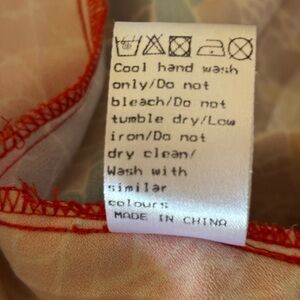 Cool hand wash
only/Do not
bleach/Do not
tumble dry/Low
iron/Do not
dry clean/
Wash with
similar
colours
MADE IN CHINA